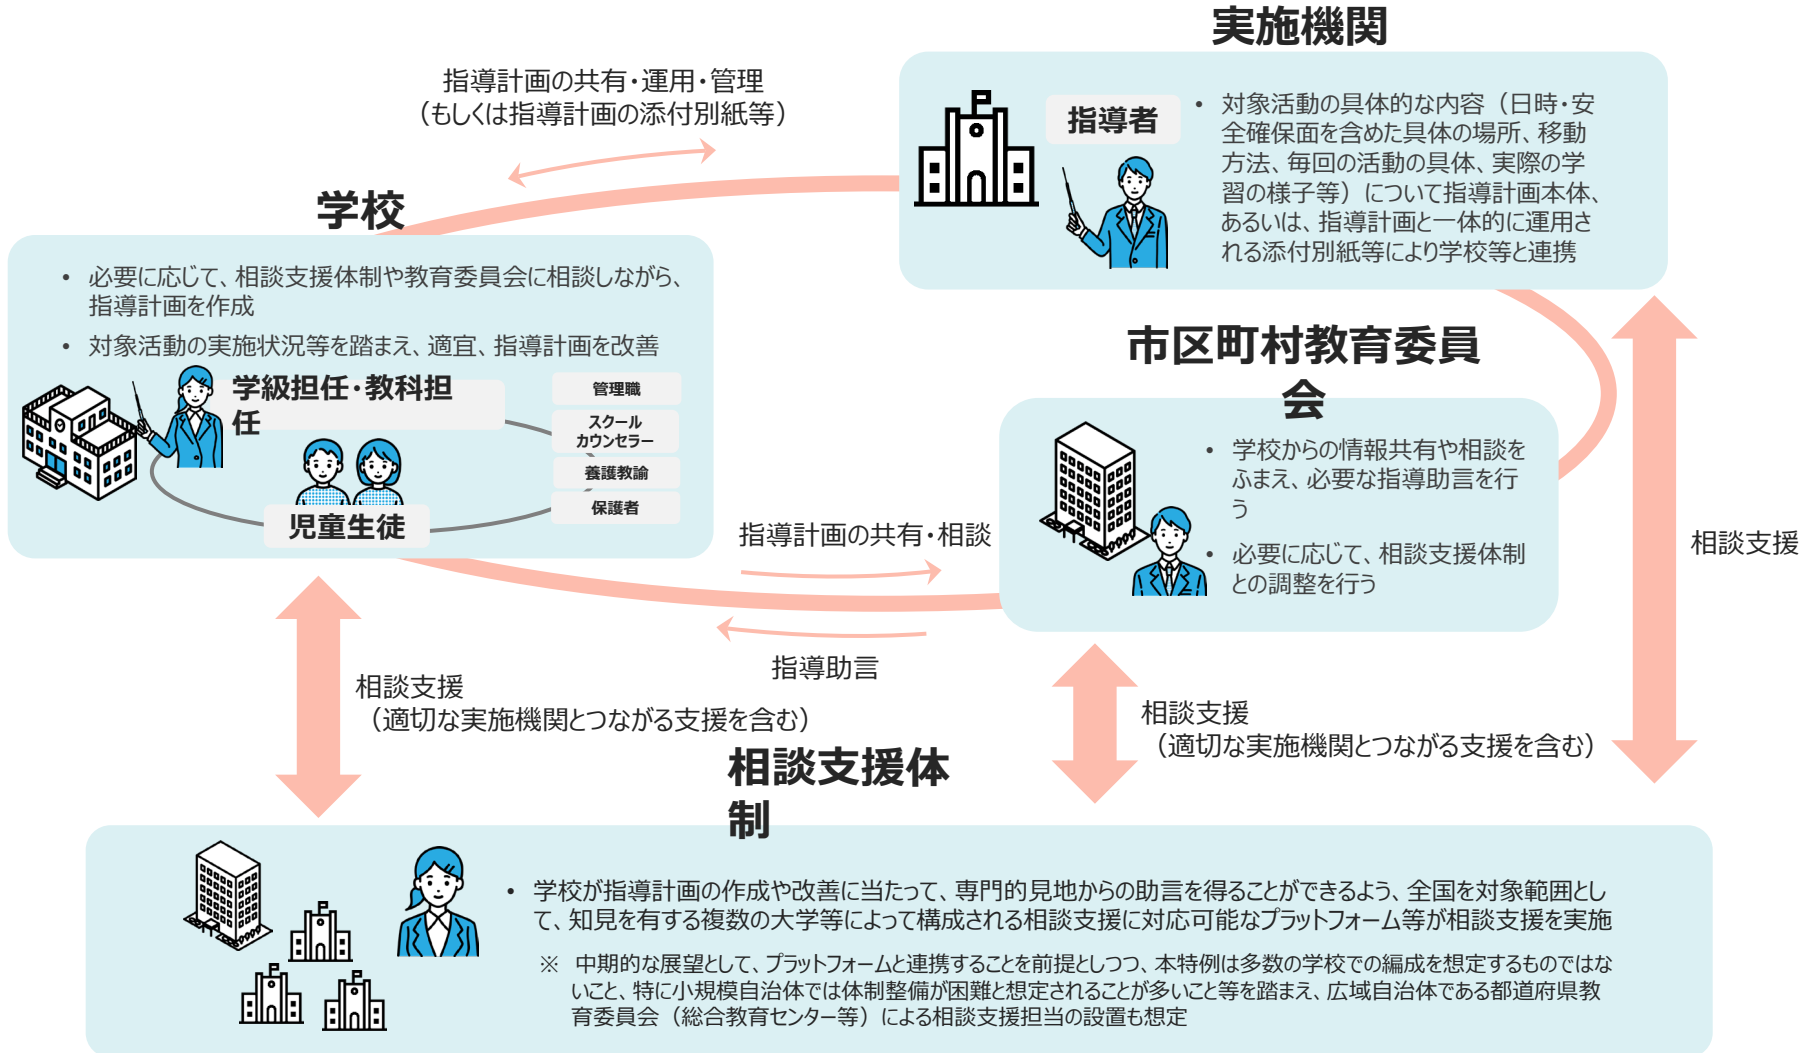 実施機関
指導計画の共有・運用・管理
（もしくは指導計画の添付別紙等）
指導者
• 対象活動の具体的な内容（日時・安
全確保面を含めた具体の場所、移動
方法、毎回の活動の具体、実際の学
習の様子等）について指導計画本体、
あるいは、指導計画と一体的に運用さ
れる添付別紙等により学校等と連携
学校
• 必要に応じて、相談支援体制や教育委員会に相談しながら、
指導計画を作成
• 対象活動の実施状況等を踏まえ、適宜、指導計画を改善
学級担任・教科担
任
管理職
スクール
カウンセラー
養護教諭
保護者
児童生徒
市区町村教育委員
会
• 学校からの情報共有や相談を
ふまえ、必要な指導助言を行
う
• 必要に応じて、相談支援体制
との調整を行う
指導計画の共有・相談
指導助言
相談支援
相談支援
（適切な実施機関とつながる支援を含む）
相談支援
（適切な実施機関とつながる支援を含む）
相談支援体
制
• 学校が指導計画の作成や改善に当たって、専門的見地からの助言を得ることができるよう、全国を対象範囲とし
て、知見を有する複数の大学等によって構成される相談支援に対応可能なプラットフォーム等が相談支援を実施
※ 中期的な展望として、プラットフォームと連携することを前提としつつ、本特例は多数の学校での編成を想定するものではな
いこと、特に小規模自治体では体制整備が困難と想定されることが多いこと等を踏まえ、広域自治体である都道府県教
育委員会（総合教育センター等）による相談支援担当の設置も想定